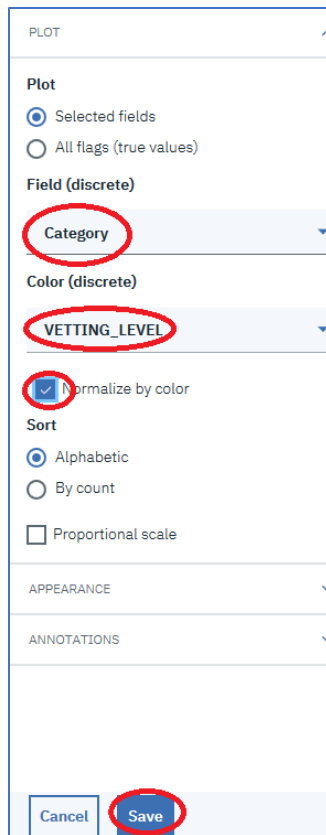 PLOT
Plot
Selected fields
All flags (true values)
Field (discrete)
Category
Color (discrete)
VETTING_LEVEL
Normalize by color
Sort
Alphabetic
By count
Proportional scale
APPEARANCE
ANNOTATIONS
Cancel Save